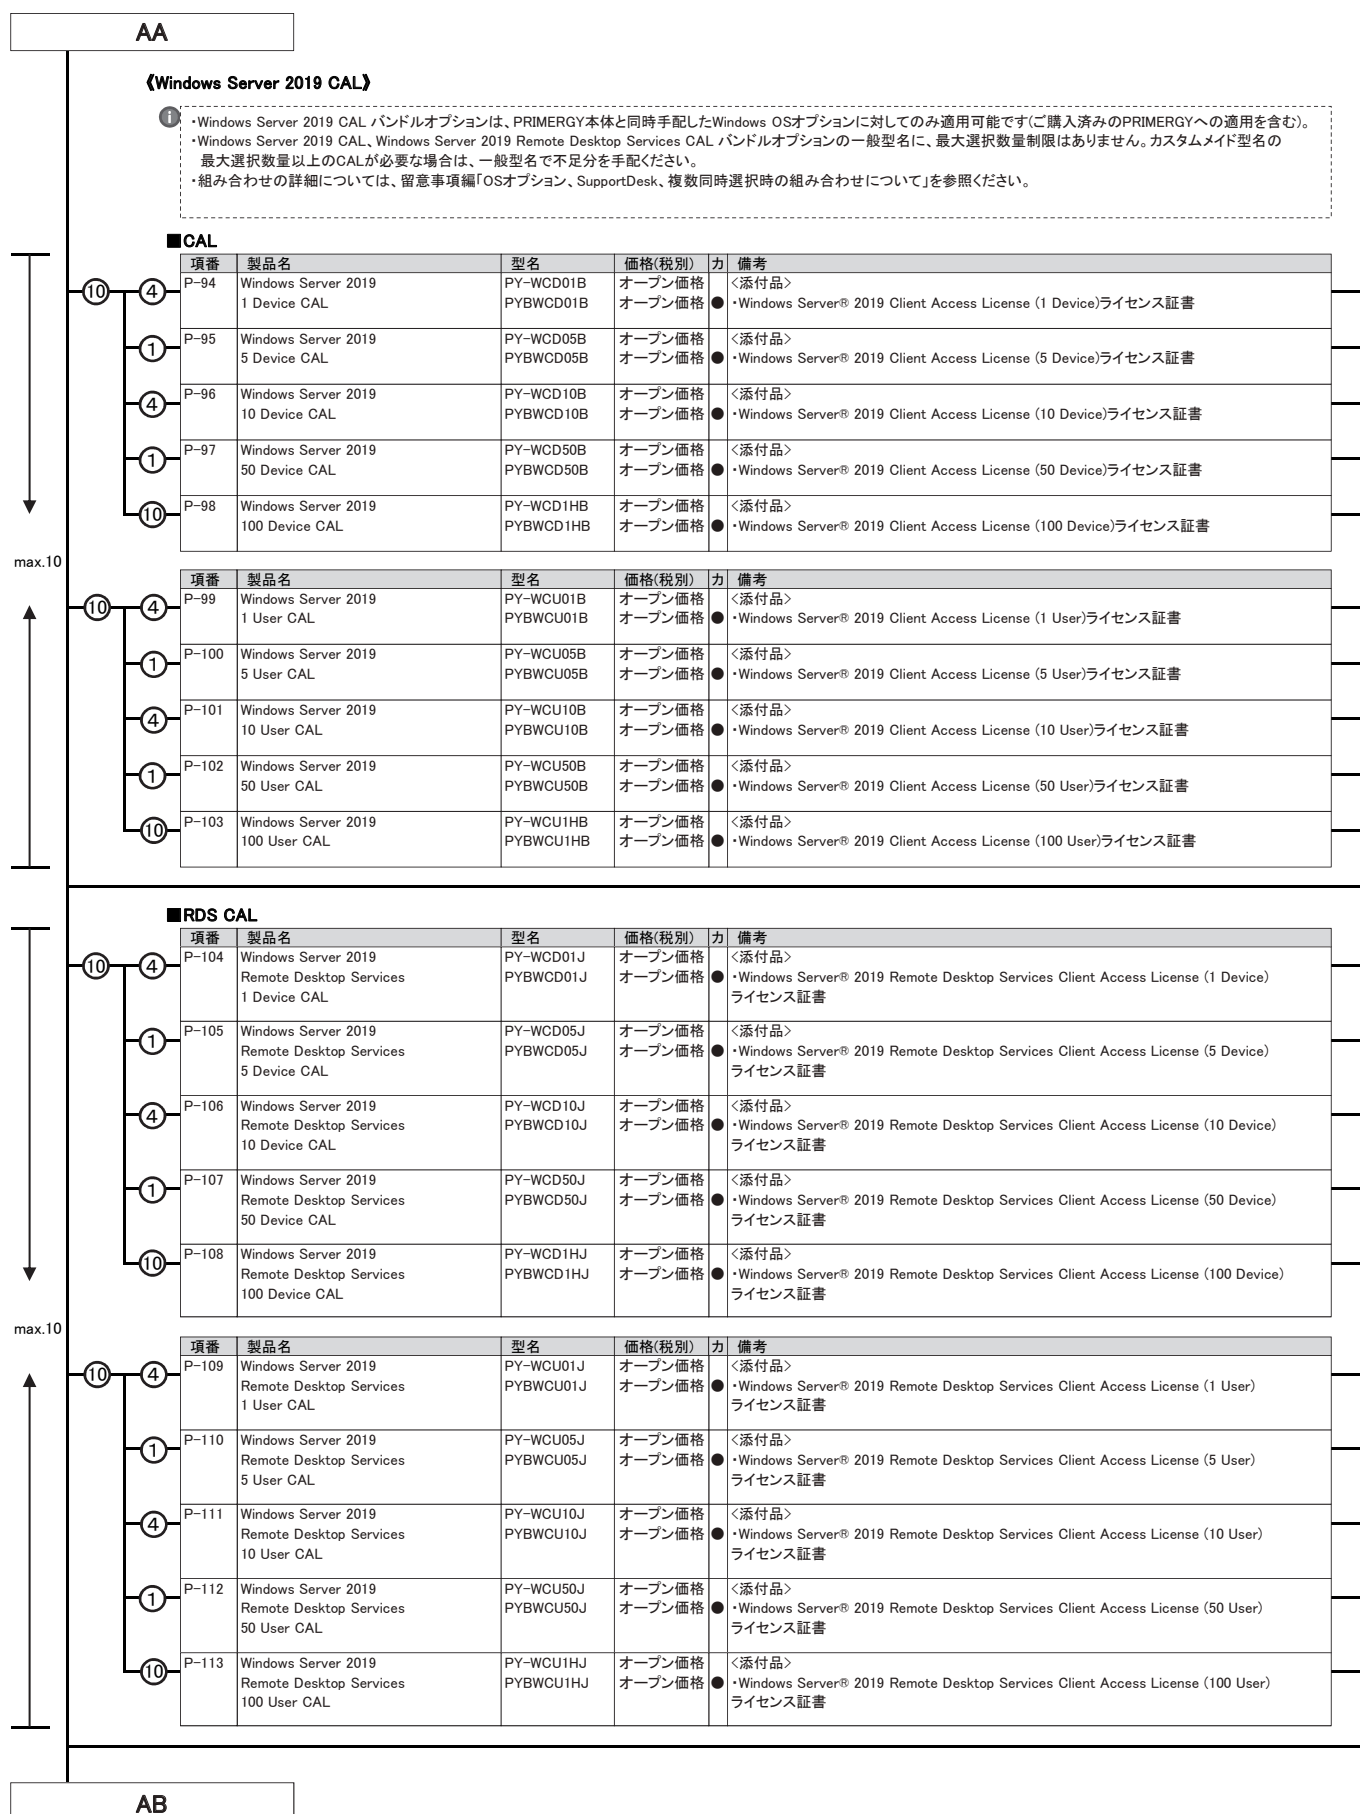 AA
《Windows Server 2019 CAL》
・Windows Server 2019 CAL バンドルオプションは、PRIMERGY本体と同時手配したWindows OSオプションに対してのみ適用可能です(ご購入済みのPRIMERGYへの適用を含む)。
・Windows Server 2019 CAL、Windows Server 2019 Remote Desktop Services CAL バンドルオプションの一般型名に、最大選択数量制限はありません。カスタムメイド型名の
最大選択数量以上のCALが必要な場合は、一般型名で不足分を手配ください。
・組み合わせの詳細については、留意事項編「OSオプション、SupportDesk、複数同時選択時の組み合わせについて」を参照ください。
■CAL
項番 製品名 型名 価格(税別) カ 備考
P-94 Windows Server 2019 PY-WCD01B オープン価格 <添付品>
⑩ ④ 1 Device CAL PYBWCD01B オープン価格 ● ・Windows Server® 2019 Client Access License (1 Device)ライセンス証書
P-95 Windows Server 2019 PY-WCD05B オープン価格 <添付品>
① 5 Device CAL PYBWCD05B オープン価格 ● ・Windows Server® 2019 Client Access License (5 Device)ライセンス証書
P-96 Windows Server 2019 PY-WCD10B オープン価格 <添付品>
④ 10 Device CAL PYBWCD10B オープン価格 ● ・Windows Server® 2019 Client Access License (10 Device)ライセンス証書
P-97 Windows Server 2019 PY-WCD50B オープン価格 <添付品>
① 50 Device CAL PYBWCD50B オープン価格 ● ・Windows Server® 2019 Client Access License (50 Device)ライセンス証書
P-98 Windows Server 2019 PY-WCD1HB オープン価格 <添付品>
⑩ 100 Device CAL PYBWCD1HB オープン価格 ● ・Windows Server® 2019 Client Access License (100 Device)ライセンス証書
max.10
項番 製品名 型名 価格(税別) カ 備考
P-99 Windows Server 2019 PY-WCU01B オープン価格 <添付品>
⑩ ④ 1 User CAL PYBWCU01B オープン価格 ● ・Windows Server® 2019 Client Access License (1 User)ライセンス証書
P-100 Windows Server 2019 PY-WCU05B オープン価格 <添付品>
① 5 User CAL PYBWCU05B オープン価格 ● ・Windows Server® 2019 Client Access License (5 User)ライセンス証書
P-101 Windows Server 2019 PY-WCU10B オープン価格 <添付品>
④ 10 User CAL PYBWCU10B オープン価格 ● ・Windows Server® 2019 Client Access License (10 User)ライセンス証書
P-102 Windows Server 2019 PY-WCU50B オープン価格 <添付品>
① 50 User CAL PYBWCU50B オープン価格 ● ・Windows Server® 2019 Client Access License (50 User)ライセンス証書
P-103 Windows Server 2019 PY-WCU1HB オープン価格 <添付品>
⑩ 100 User CAL PYBWCU1HB オープン価格 ● ・Windows Server® 2019 Client Access License (100 User)ライセンス証書
■RDS CAL
項番 製品名 型名 価格(税別) カ 備考
⑩ ④ P-104 Windows Server 2019 PY-WCD01J オープン価格 <添付品>
Remote Desktop Services PYBWCD01J オープン価格 ● ・Windows Server® 2019 Remote Desktop Services Client Access License (1 Device)
1 Device CAL ライセンス証書
① P-105 Windows Server 2019 PY-WCD05J オープン価格 <添付品>
Remote Desktop Services PYBWCD05J オープン価格 ● ・Windows Server® 2019 Remote Desktop Services Client Access License (5 Device)
5 Device CAL ライセンス証書
④ P-106 Windows Server 2019 PY-WCD10J オープン価格 <添付品>
Remote Desktop Services PYBWCD10J オープン価格 ● ・Windows Server® 2019 Remote Desktop Services Client Access License (10 Device)
10 Device CAL ライセンス証書
① P-107 Windows Server 2019 PY-WCD50J オープン価格 <添付品>
Remote Desktop Services PYBWCD50J オープン価格 ● ・Windows Server® 2019 Remote Desktop Services Client Access License (50 Device)
50 Device CAL ライセンス証書
⑩ P-108 Windows Server 2019 PY-WCD1HJ オープン価格 <添付品>
Remote Desktop Services PYBWCD1HJ オープン価格 ● ・Windows Server® 2019 Remote Desktop Services Client Access License (100 Device)
100 Device CAL ライセンス証書
max.10
項番 製品名 型名 価格(税別) カ 備考
⑩ ④ P-109 Windows Server 2019 PY-WCU01J オープン価格 <添付品>
Remote Desktop Services PYBWCU01J オープン価格 ● ・Windows Server® 2019 Remote Desktop Services Client Access License (1 User)
1 User CAL ライセンス証書
① P-110 Windows Server 2019 PY-WCU05J オープン価格 <添付品>
Remote Desktop Services PYBWCU05J オープン価格 ● ・Windows Server® 2019 Remote Desktop Services Client Access License (5 User)
5 User CAL ライセンス証書
④ P-111 Windows Server 2019 PY-WCU10J オープン価格 <添付品>
Remote Desktop Services PYBWCU10J オープン価格 ● ・Windows Server® 2019 Remote Desktop Services Client Access License (10 User)
10 User CAL ライセンス証書
① P-112 Windows Server 2019 PY-WCU50J オープン価格 <添付品>
Remote Desktop Services PYBWCU50J オープン価格 ● ・Windows Server® 2019 Remote Desktop Services Client Access License (50 User)
50 User CAL ライセンス証書
⑩ P-113 Windows Server 2019 PY-WCU1HJ オープン価格 <添付品>
Remote Desktop Services PYBWCU1HJ オープン価格 ● ・Windows Server® 2019 Remote Desktop Services Client Access License (100 User)
100 User CAL ライセンス証書
AB